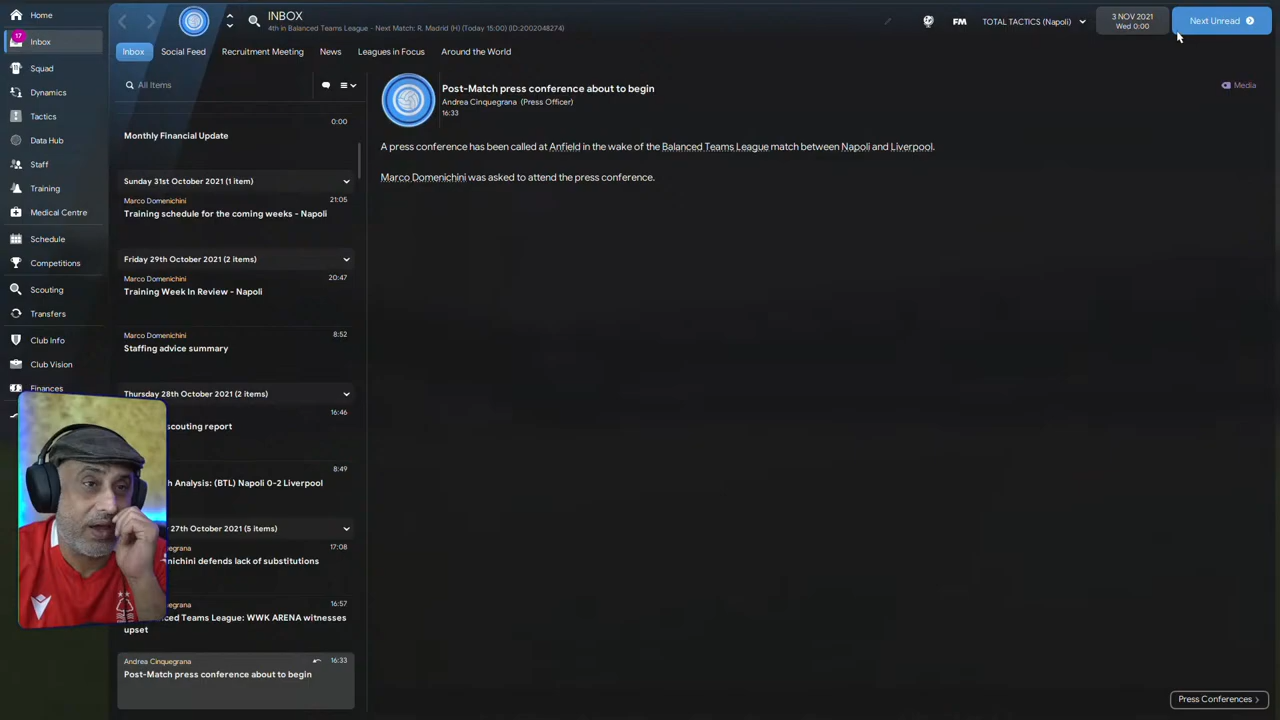 Home
17
Inbox
Squad
Dynamics
Tactics
Data Hub
Staff
Training
Medical Centre
Schedule
Competitions
Scouting
Transfers
Club Info
Club Vision
Finances
INBOX
4th in Balanced Teams League - Next Match: R. Madrid (H) (Today 15:00) (ID:2002048274)
FM
TOTAL TACTICS (Napoli)
3 NOV 2021
Wed 0:00
Next Unread
Inbox
Social Feed
Recruitment Meeting
News
Leagues in Focus
Around the World
All Items
0:00
Monthly Financial Update
Sunday 31st October 2021 (1 item)
Marco Domenichini 21:05
Training schedule for the coming weeks - Napoli
Friday 29th October 2021 (2 items)
Marco Domenichini 20:47
Training Week In Review - Napoli
Marco Domenichini 8:52
Staffing advice summary
Thursday 28th October 2021 (2 items)
16:46
scouting report
8:49
h Analysis: (BTL) Napoli 0-2 Liverpool
27th October 2021 (5 items)
egrana 17:08
nichini defends lack of substitutions
egrana 16:57
ced Teams League: WWK ARENA witnesses
upset
Andrea Cinquegrana 16:33
Post-Match press conference about to begin
Post-Match press conference about to begin
Andrea Cinquegrana (Press Officer)
16:33
Media
A press conference has been called at Anfield in the wake of the Balanced Teams League match between Napoli and Liverpool.
Marco Domenichini was asked to attend the press conference.
Press Conferences